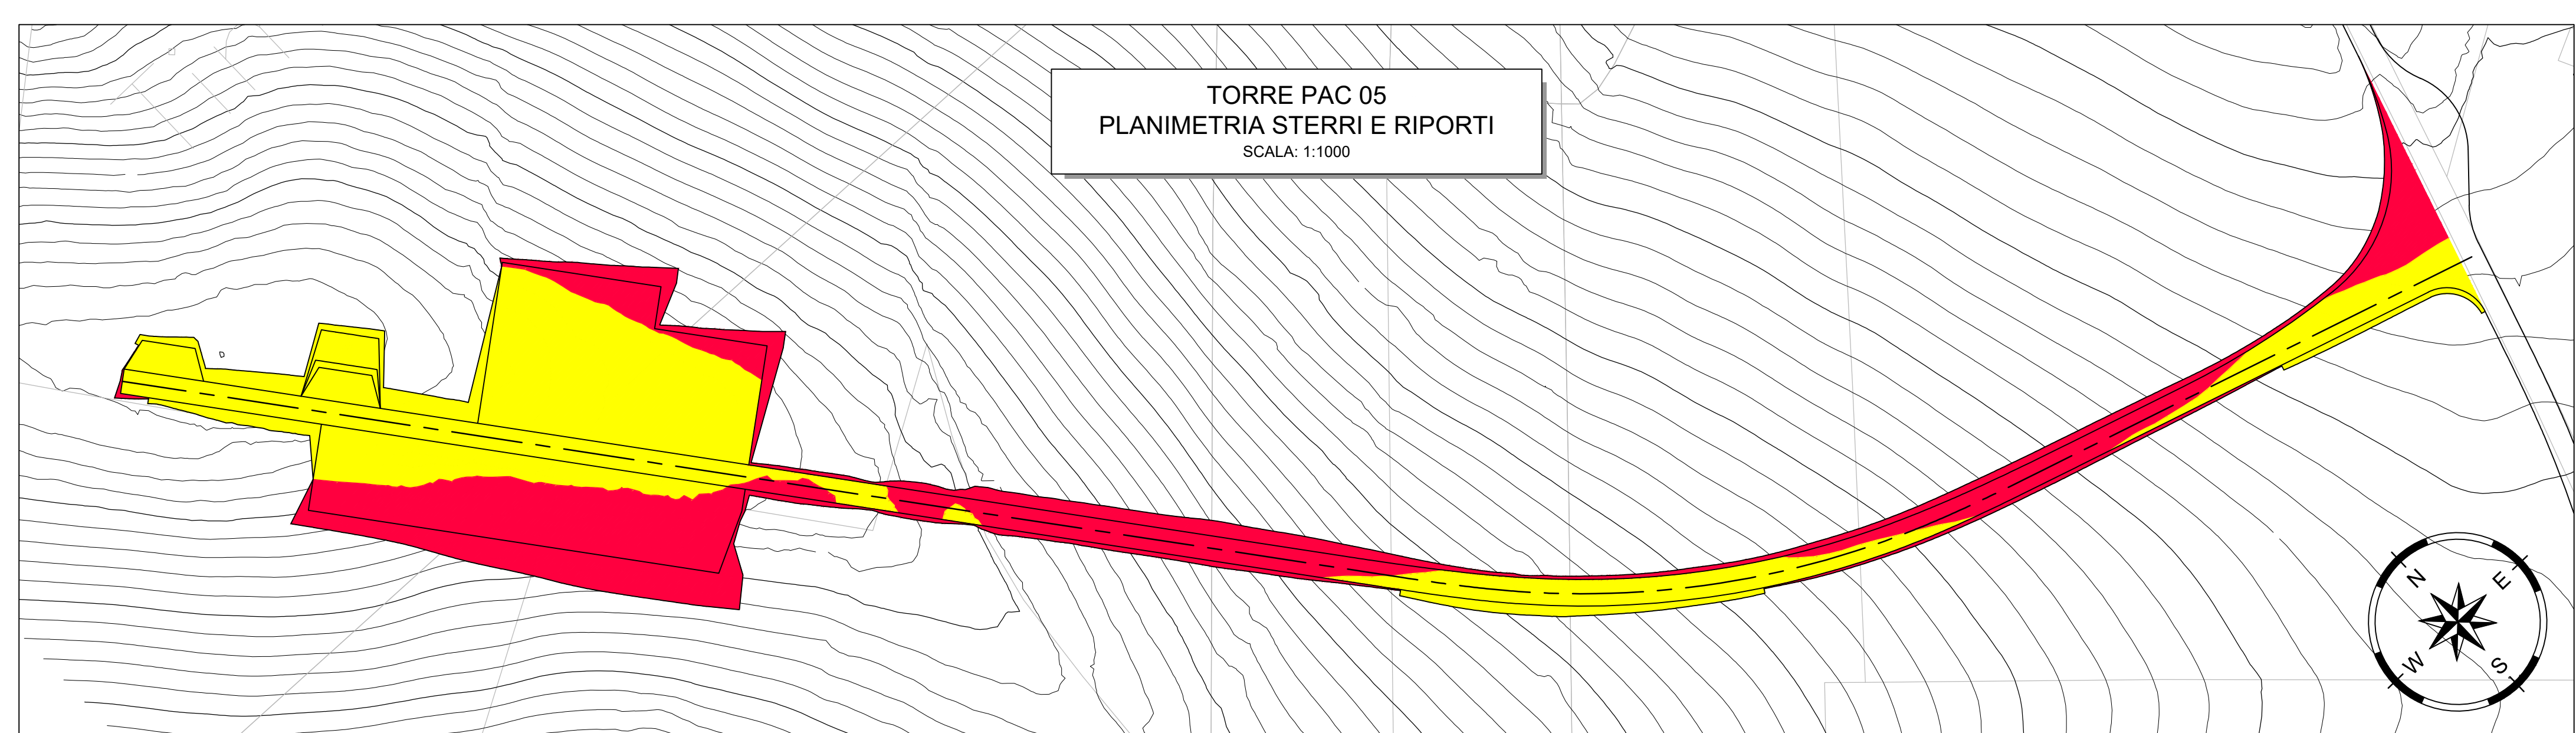 TORRE PAC 05
PLANIMETRIA STERRI E RIPORTI
SCALA: 1:1000
N
E
W
S